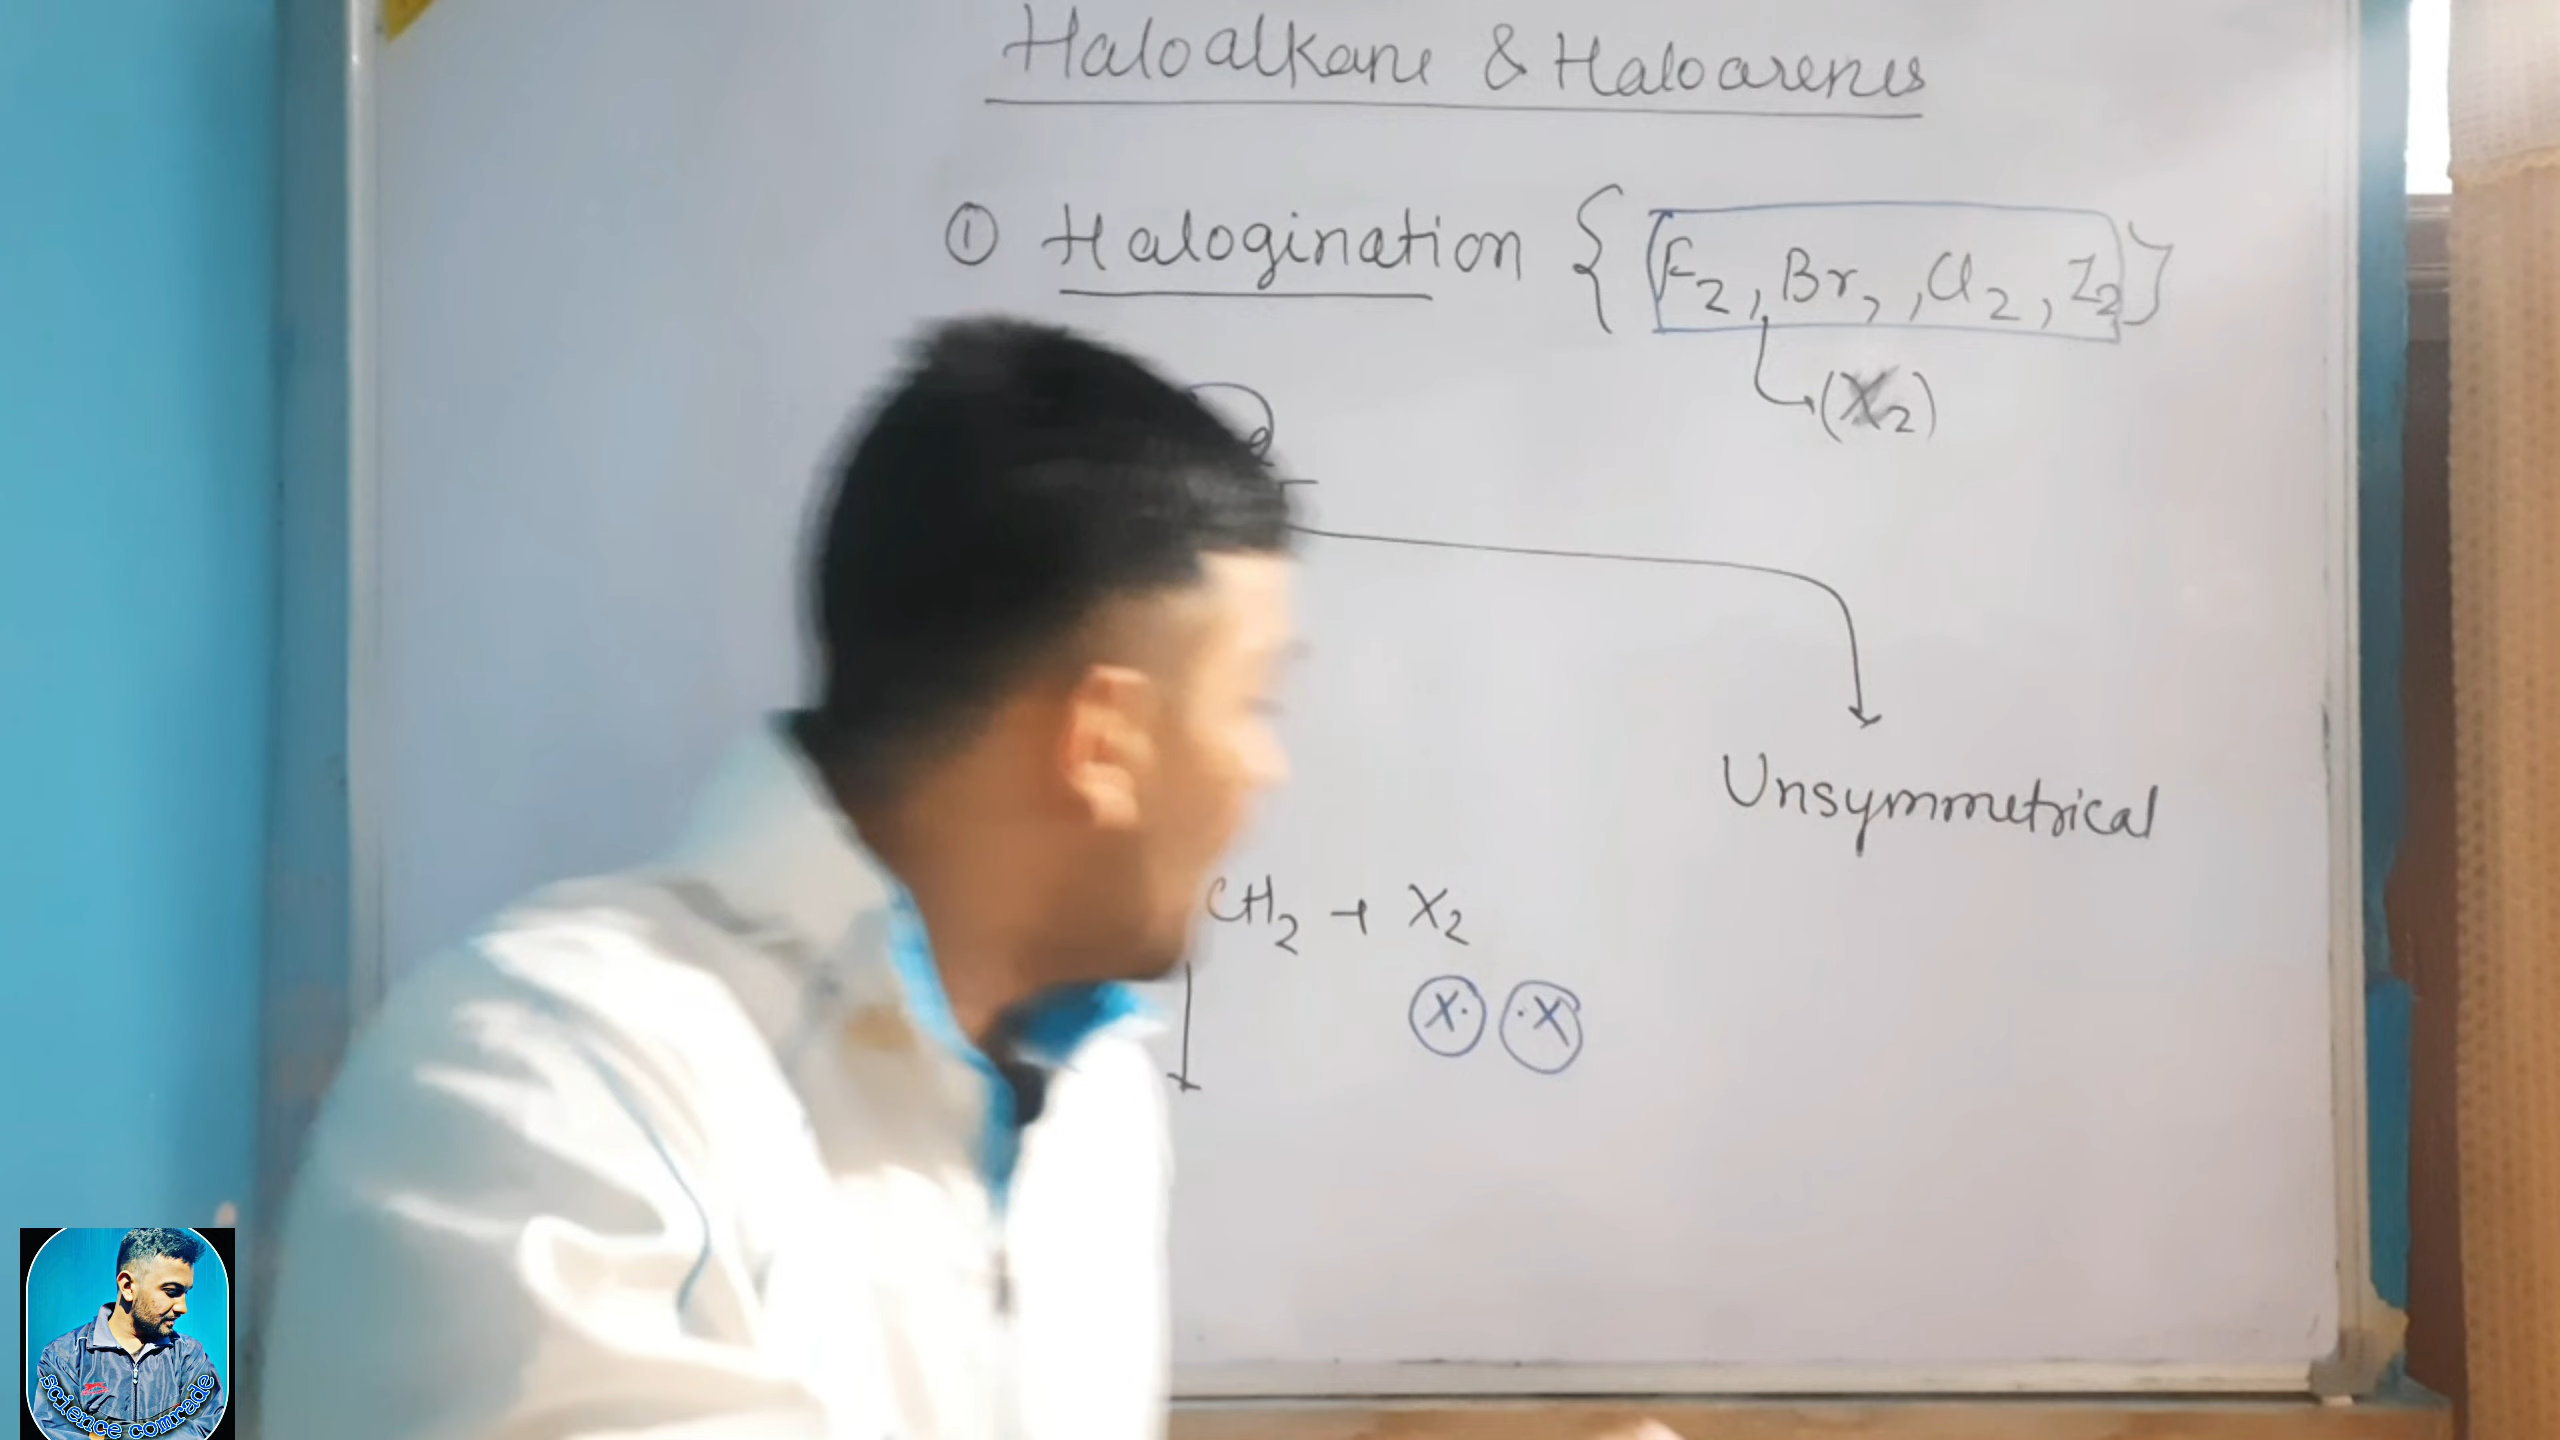 Haloalkane & Haloarenes
① Halogination { F2, Br2, Cl2, I2 }
(X2)
Unsymmetrical
CH2 + X2
X. .X
science comrade